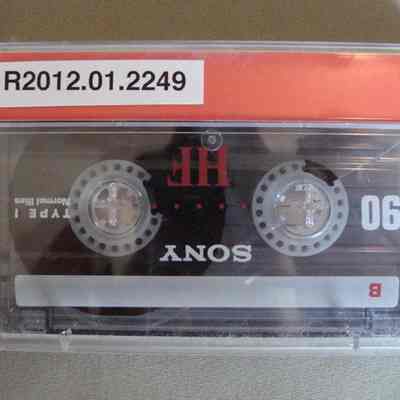 R2012.01.2249
HF
TYPE I
Normal Bias
90
SONY
B